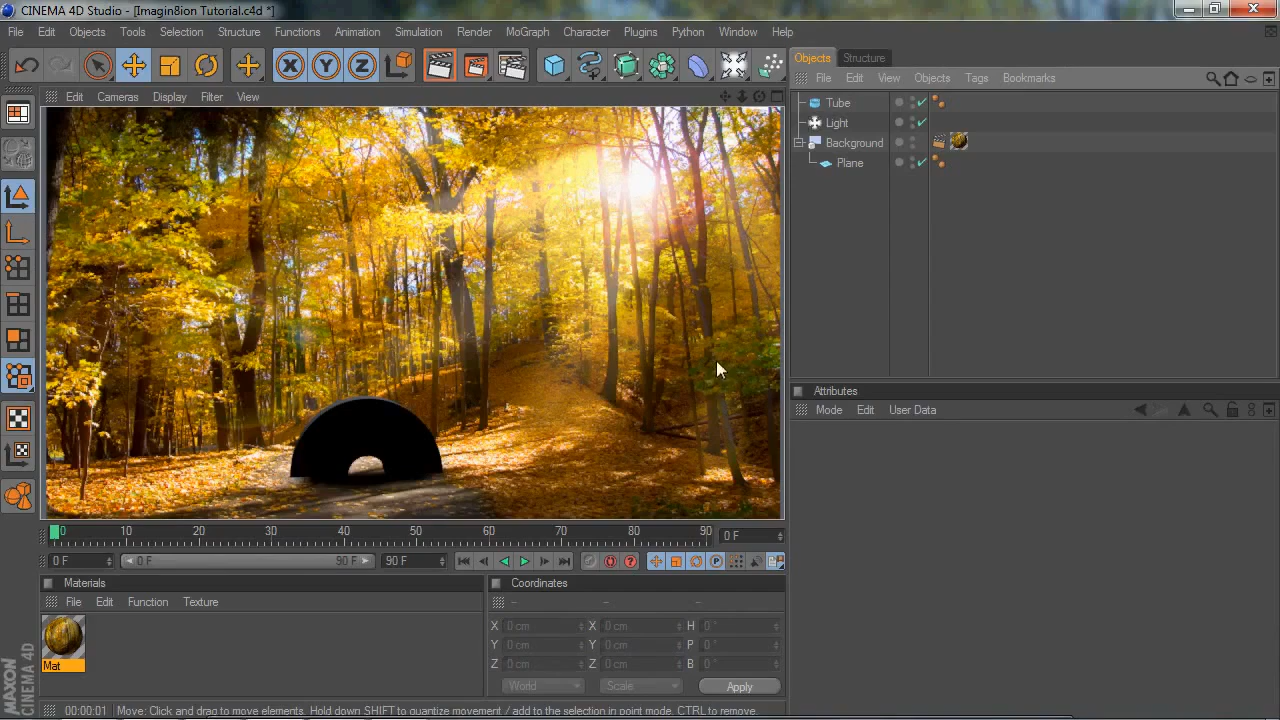 CINEMA 4D Studio - [Imagin8ion Tutorial.c4d *]
File Edit Objects Tools Selection Structure Functions Animation Simulation Render MoGraph Character Plugins Python Window Help
Objects Structure
File Edit View Objects Tags Bookmarks
Edit Cameras Display Filter View
Tube
Light
Background
Plane
Attributes
Mode Edit User Data
0 10 20 30 40 50 60 70 80 90 0 F
0 F 0 F 90 F 90 F
Materials
File Edit Function Texture
Mat
Coordinates
-- -- --
X 0 cm X 0 cm H 0 °
Y 0 cm Y 0 cm P 0 °
Z 0 cm Z 0 cm B 0 °
World Scale Apply
MAXON
CINEMA 4D
00:00:01 Move: Click and drag to move elements. Hold down SHIFT to quantize movement / add to the selection in point mode, CTRL to remove.